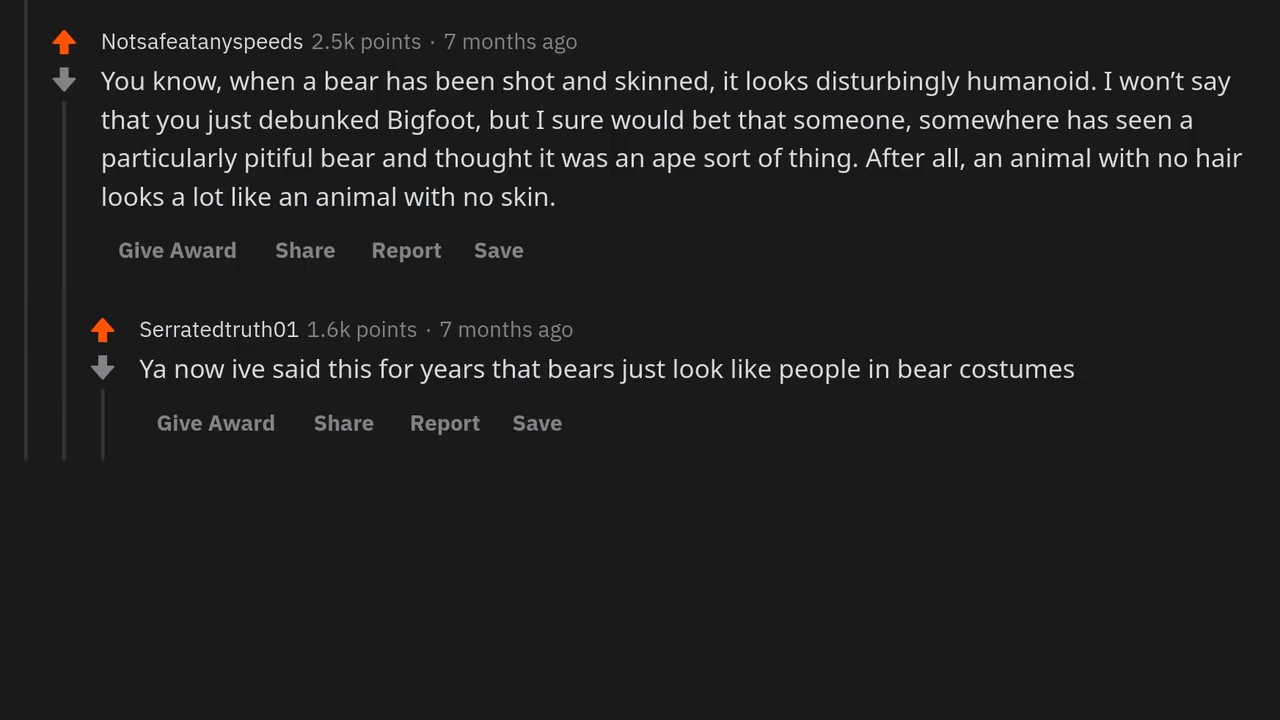 Notsafeatanyspeeds 2.5k points · 7 months ago
You know, when a bear has been shot and skinned, it looks disturbingly humanoid. I won’t say
that you just debunked Bigfoot, but I sure would bet that someone, somewhere has seen a
particularly pitiful bear and thought it was an ape sort of thing. After all, an animal with no hair
looks a lot like an animal with no skin.
Give Award Share Report Save
Serratedtruth01 1.6k points · 7 months ago
Ya now ive said this for years that bears just look like people in bear costumes
Give Award Share Report Save